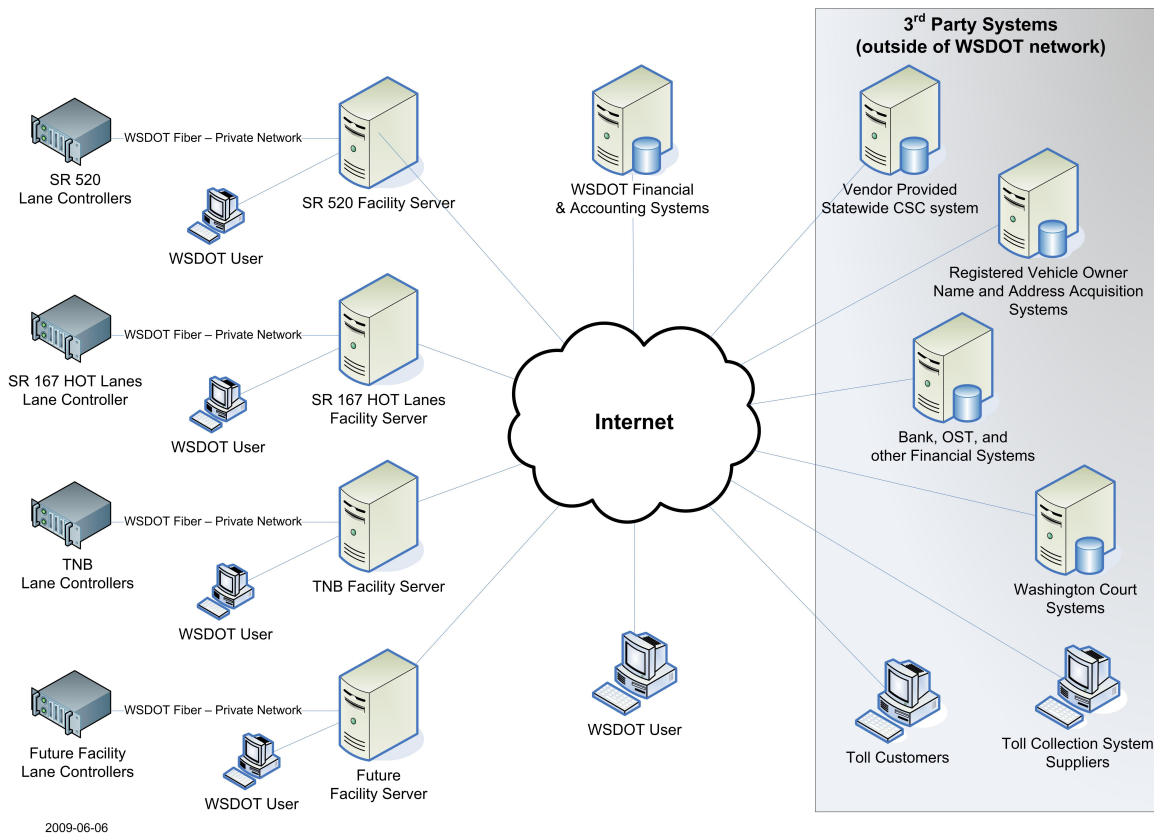 3rd Party Systems
(outside of WSDOT network)
WSDOT Fiber – Private Network
SR 520
Lane Controllers
WSDOT User
SR 520 Facility Server
WSDOT Financial
& Accounting Systems
Vendor Provided
Statewide CSC system
Registered Vehicle Owner
Name and Address Acquisition
Systems
WSDOT Fiber – Private Network
SR 167 HOT Lanes
Lane Controller
WSDOT User
SR 167 HOT Lanes
Facility Server
Internet
Bank, OST, and
other Financial Systems
WSDOT Fiber – Private Network
TNB
Lane Controllers
WSDOT User
TNB Facility Server
Washington Court
Systems
WSDOT Fiber – Private Network
Future Facility
Lane Controllers
WSDOT User
Future
Facility Server
WSDOT User
Toll Customers
Toll Collection System
Suppliers
2009-06-06